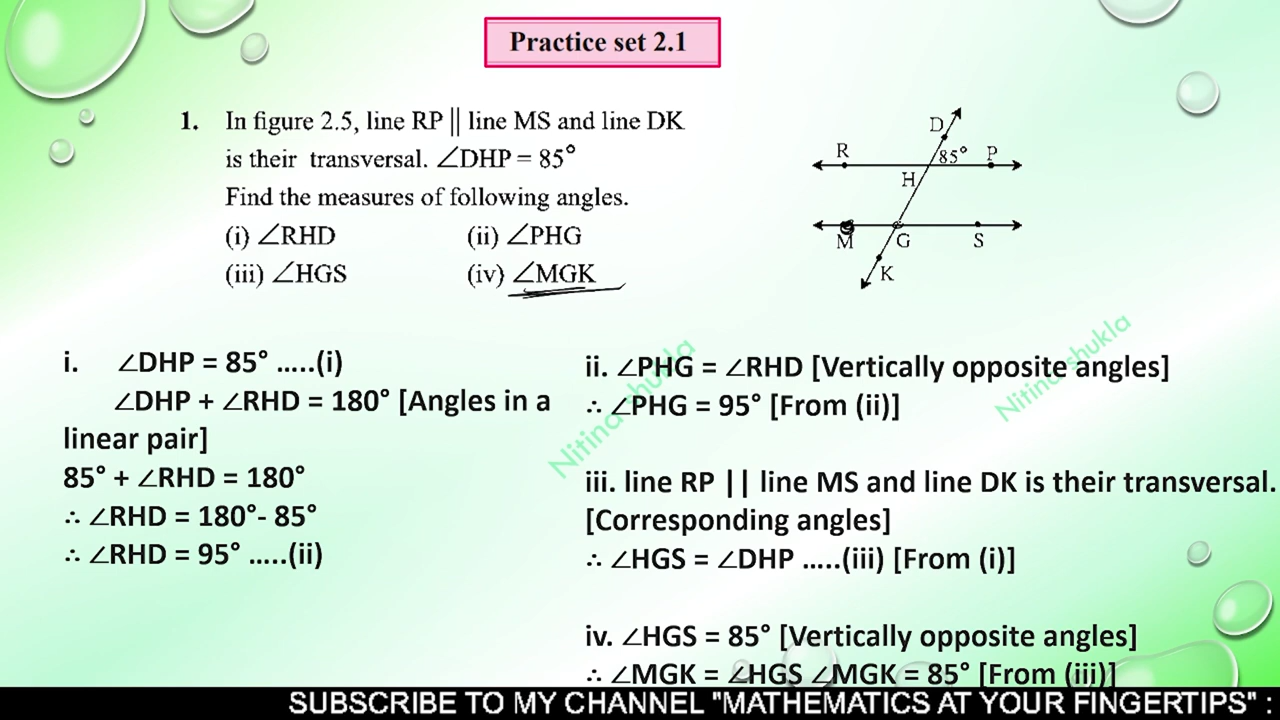 Practice set 2.1
1. In figure 2.5, line RP || line MS and line DK
is their transversal. ∠DHP = 85°
Find the measures of following angles.
(i) ∠RHD (ii) ∠PHG
(iii) ∠HGS (iv) ∠MGK
D
R 85° P
H
M G S
K
i. ∠DHP = 85° .....(i)
∠DHP + ∠RHD = 180° [Angles in a
linear pair]
85° + ∠RHD = 180°
∴ ∠RHD = 180°- 85°
∴ ∠RHD = 95° .....(ii)
ii. ∠PHG = ∠RHD [Vertically opposite angles]
∴ ∠PHG = 95° [From (ii)]
iii. line RP || line MS and line DK is their transversal.
[Corresponding angles]
∴ ∠HGS = ∠DHP .....(iii) [From (i)]
iv. ∠HGS = 85° [Vertically opposite angles]
∴ ∠MGK = ∠HGS ∠MGK = 85° [From (iii)]
Nitina shukla
Nitina shukla
SUBSCRIBE TO MY CHANNEL "MATHEMATICS AT YOUR FINGERTIPS" :